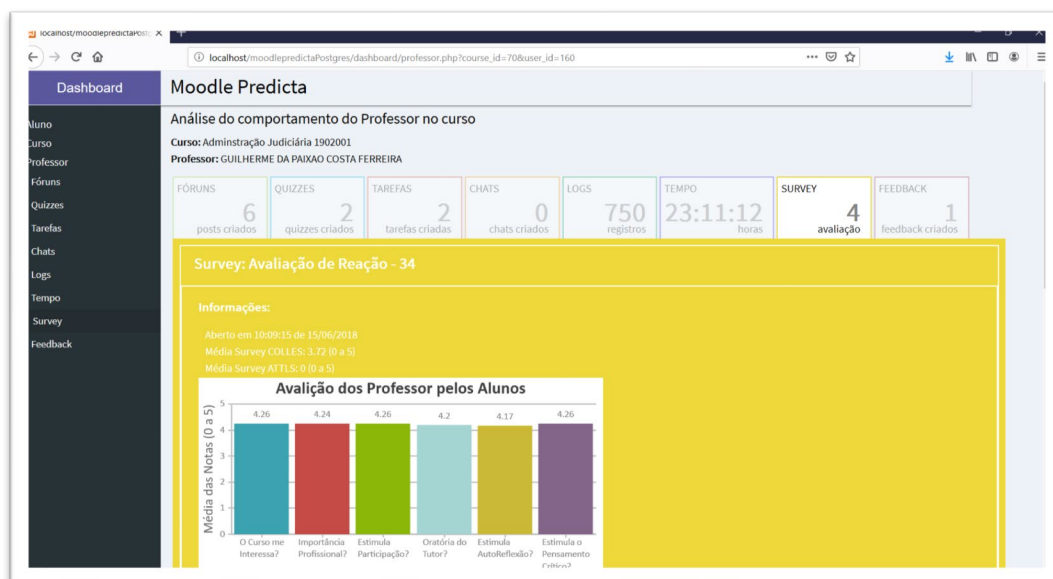 localhost/moodlepredictaPost
localhost/moodlepredictaPostgres/dashboard/professor.php?course_id=70&user_id=160
Dashboard
Moodle Predicta
Aluno
Curso
Professor
Fóruns
Quizzes
Tarefas
Chats
Logs
Tempo
Survey
Feedback
Análise do comportamento do Professor no curso
Curso: Adminstração Judiciária 1902001
Professor: GUILHERME DA PAIXAO COSTA FERREIRA
FÓRUNS
6
posts criados
QUIZZES
2
quizzes criados
TAREFAS
2
tarefas criadas
CHATS
0
chats criados
LOGS
750
registros
TEMPO
23:11:12
horas
SURVEY
4
avaliação
FEEDBACK
1
feedback criados
Survey: Avaliação de Reação - 34
Informações:
Aberto em 10:09:15 de 15/06/2018
Média Survey COLLES: 3.72 (0 a 5)
Média Survey ATTLS: 0 (0 a 5)
Avalição dos Professor pelos Alunos
Média das Notas (0 a 5)
5
4
3
2
1
0
4.26
4.24
4.26
4.2
4.17
4.26
O Curso me
Interessa?
Importância
Profissional?
Estimula
Participação?
Oratória do
Tutor?
Estimula
AutoReflexão?
Estimula o
Pensamento
Crítico?